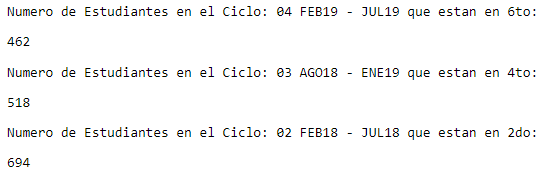 Numero de Estudiantes en el Ciclo: 04 FEB19 - JUL19 que estan en 6to:
462
Numero de Estudiantes en el Ciclo: 03 AGO18 - ENE19 que estan en 4to:
518
Numero de Estudiantes en el Ciclo: 02 FEB18 - JUL18 que estan en 2do:
694